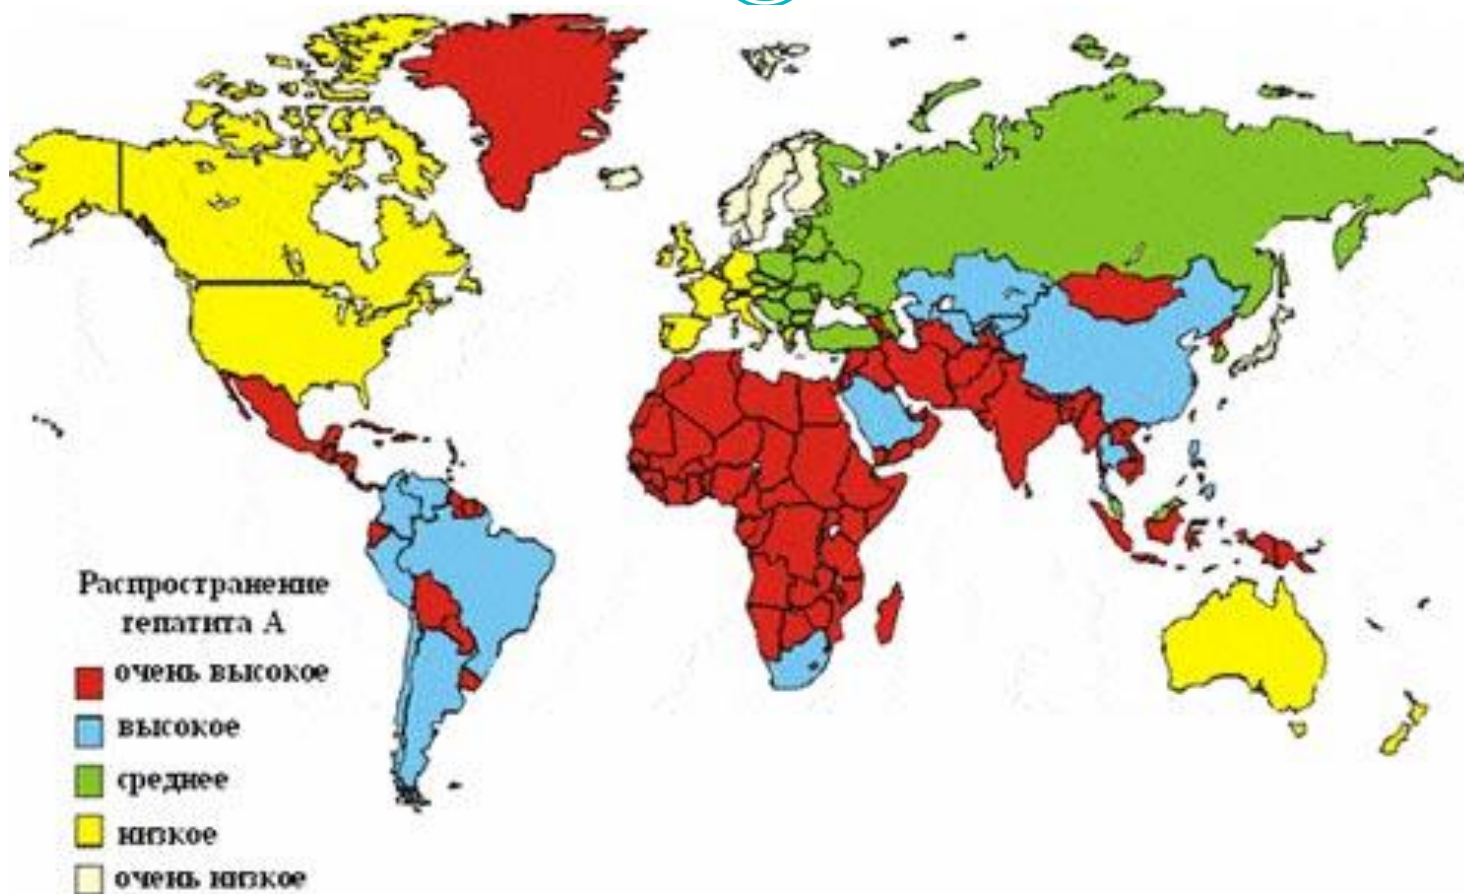 Распространение
гепатита А
очень высокое
высокое
среднее
низкое
очень низкое